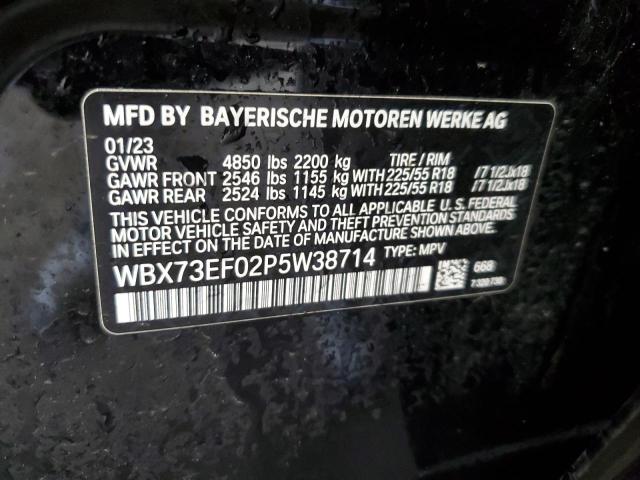 MFD BY BAYERISCHE MOTOREN WERKE AG
01/23
GVWR 4850 lbs 2200 kg TIRE / RIM
GAWR FRONT 2546 lbs 1155 kg WITH 225/55 R18 /7 1/2Jx18
GAWR REAR 2524 lbs 1145 kg WITH 225/55 R18 /7 1/2Jx18
THIS VEHICLE CONFORMS TO ALL APPLICABLE U.S. FEDERAL
MOTOR VEHICLE SAFETY AND THEFT PREVENTION STANDARDS
IN EFFECT ON THE DATE OF MANUFACTURE SHOWN ABOVE.
WBX73EF02P5W38714 TYPE: MPV
668